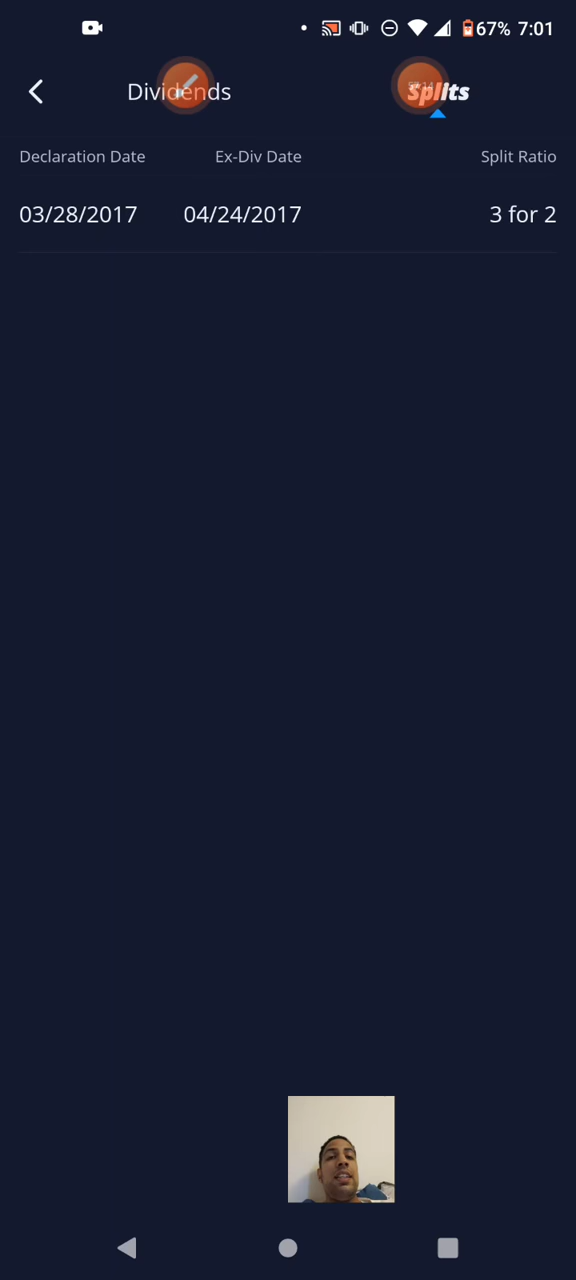 67% 7:01
Dividends Splits
Declaration Date Ex-Div Date Split Ratio
03/28/2017 04/24/2017 3 for 2